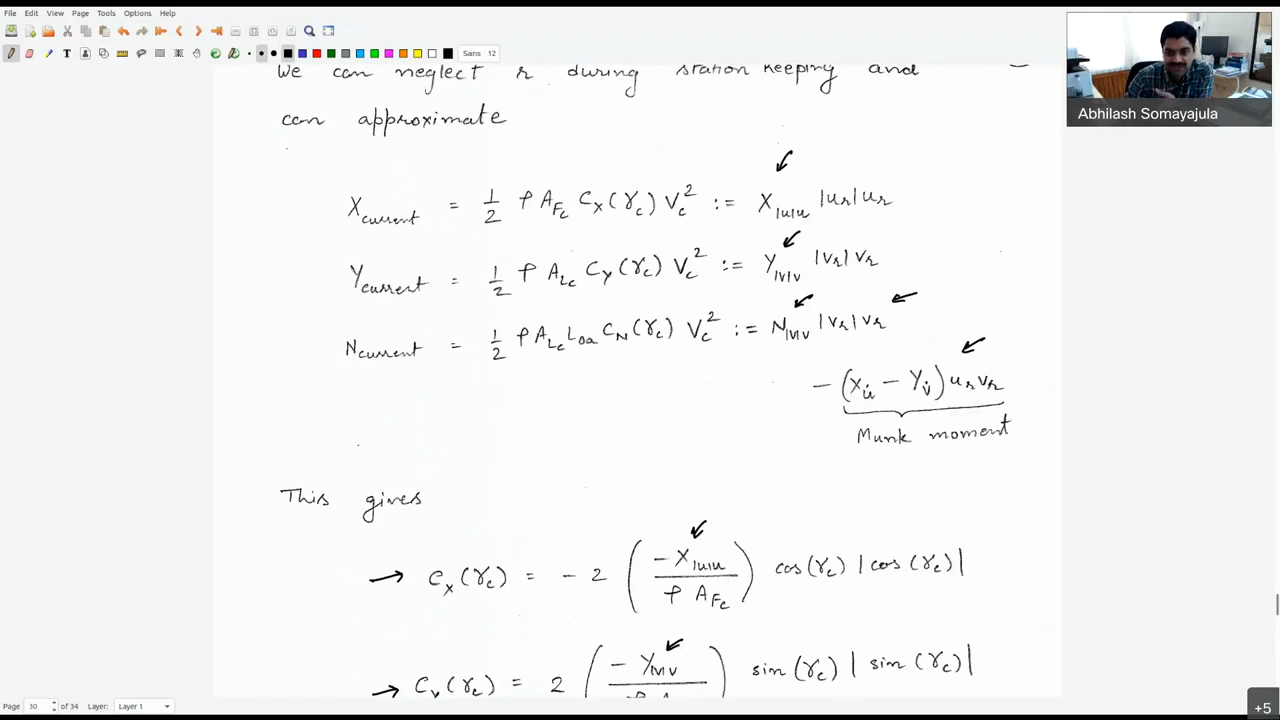 File Edit View Page Tools Options Help
Sans 12
We can neglect r during station keeping and
can approximate
X_current = 1/2 ρ A_Fc C_X(γ_c) V_c^2 := X_|u|u |u_r|u_r
Y_current = 1/2 ρ A_Lc C_Y(γ_c) V_c^2 := Y_|v|v |v_r|v_r
N_current = 1/2 ρ A_Lc L_oa C_N(γ_c) V_c^2 := N_|v|v |v_r|v_r
- (X_u̇ - Y_v̇) u_r v_r
Munk moment
This gives
→ C_X(γ_c) = - 2 (-X_|u|u / ρ A_Fc) cos(γ_c) |cos(γ_c)|
→ C_Y(γ_c) = 2 (-Y_|v|v /
sin(γ_c) | sin(γ_c)|
Abhilash Somayajula
Page 30 of 34 Layer: Layer 1
+5